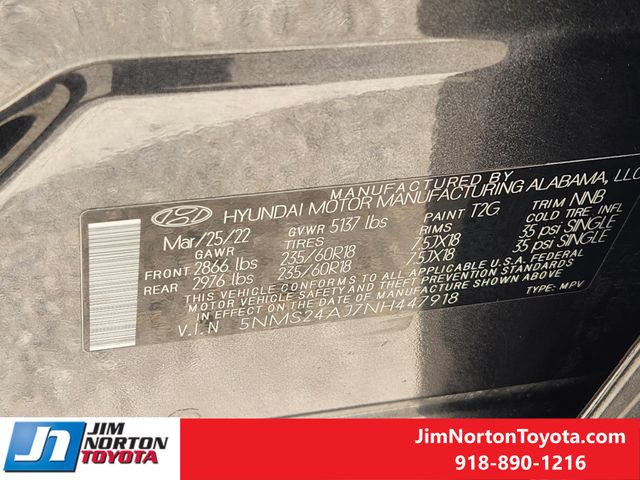 MANUFACTURED BY
HYUNDAI MOTOR MANUFACTURING ALABAMA, LLC
Mar/25/22 GVWR 5137 lbs PAINT T2G TRIM NNB
GAWR TIRES RIMS COLD TIRE INFL
FRONT 2866 lbs 235/60R18 7.5JX18 35 psi SINGLE
REAR 2976 lbs 235/60R18 7.5JX18 35 psi SINGLE
THIS VEHICLE CONFORMS TO ALL APPLICABLE U.S.A. FEDERAL
MOTOR VEHICLE SAFETY AND THEFT PREVENTION STANDARDS IN
EFFECT ON THE DATE OF MANUFACTURE SHOWN ABOVE.
V.I.N 5NMS24AJ7NH447918 TYPE: MPV
JIM NORTON TOYOTA
JimNortonToyota.com
918-890-1216